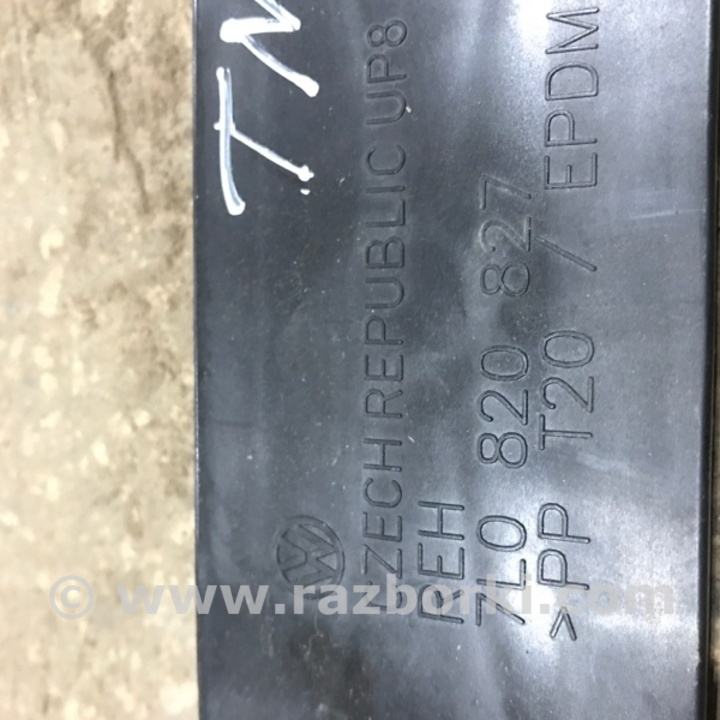 TN
CZECH REPUBLIC UP8
REH
7L0 820 827
>PP T20 / EPDM
© www.razborki.com